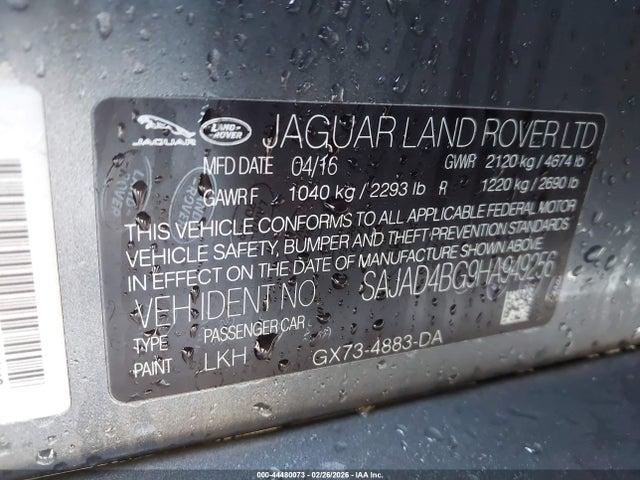 JAGUAR LAND-ROVER JAGUAR LAND ROVER LTD
MFD DATE 04/16 GWR 2120 kg / 4674 lb
GAWR F 1040 kg / 2293 lb R 1220 kg / 2690 lb
THIS VEHICLE CONFORMS TO ALL APPLICABLE FEDERAL MOTOR
VEHICLE SAFETY, BUMPER AND THEFT PREVENTION STANDARDS
IN EFFECT ON THE DATE OF MANUFACTURE SHOWN ABOVE.
VEH IDENT NO SAJAD4BG9HA949256
TYPE PASSENGER CAR
PAINT LKH GX73-4883-DA
000-44480073 - 02/26/2026 - IAA Inc.